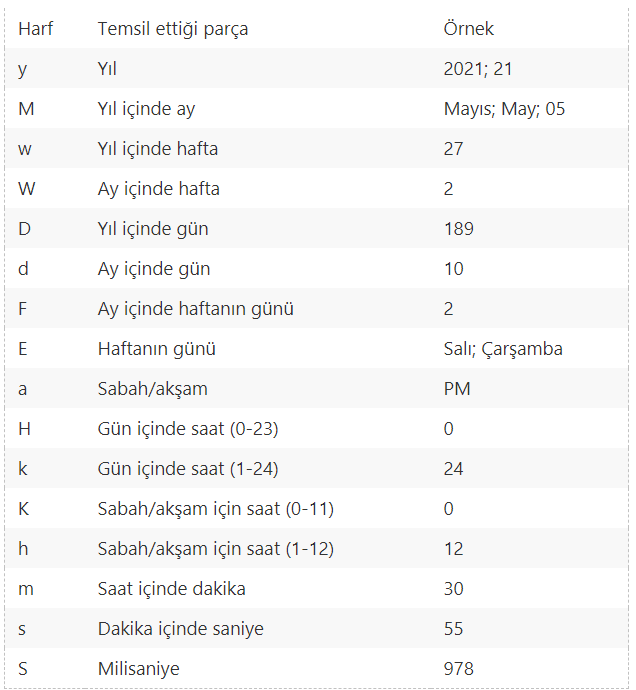 Harf Temsil ettiği parça Örnek
y Yıl 2021; 21
M Yıl içinde ay Mayıs; May; 05
w Yıl içinde hafta 27
W Ay içinde hafta 2
D Yıl içinde gün 189
d Ay içinde gün 10
F Ay içinde haftanın günü 2
E Haftanın günü Salı; Çarşamba
a Sabah/akşam PM
H Gün içinde saat (0-23) 0
k Gün içinde saat (1-24) 24
K Sabah/akşam için saat (0-11) 0
h Sabah/akşam için saat (1-12) 12
m Saat içinde dakika 30
s Dakika içinde saniye 55
S Milisaniye 978